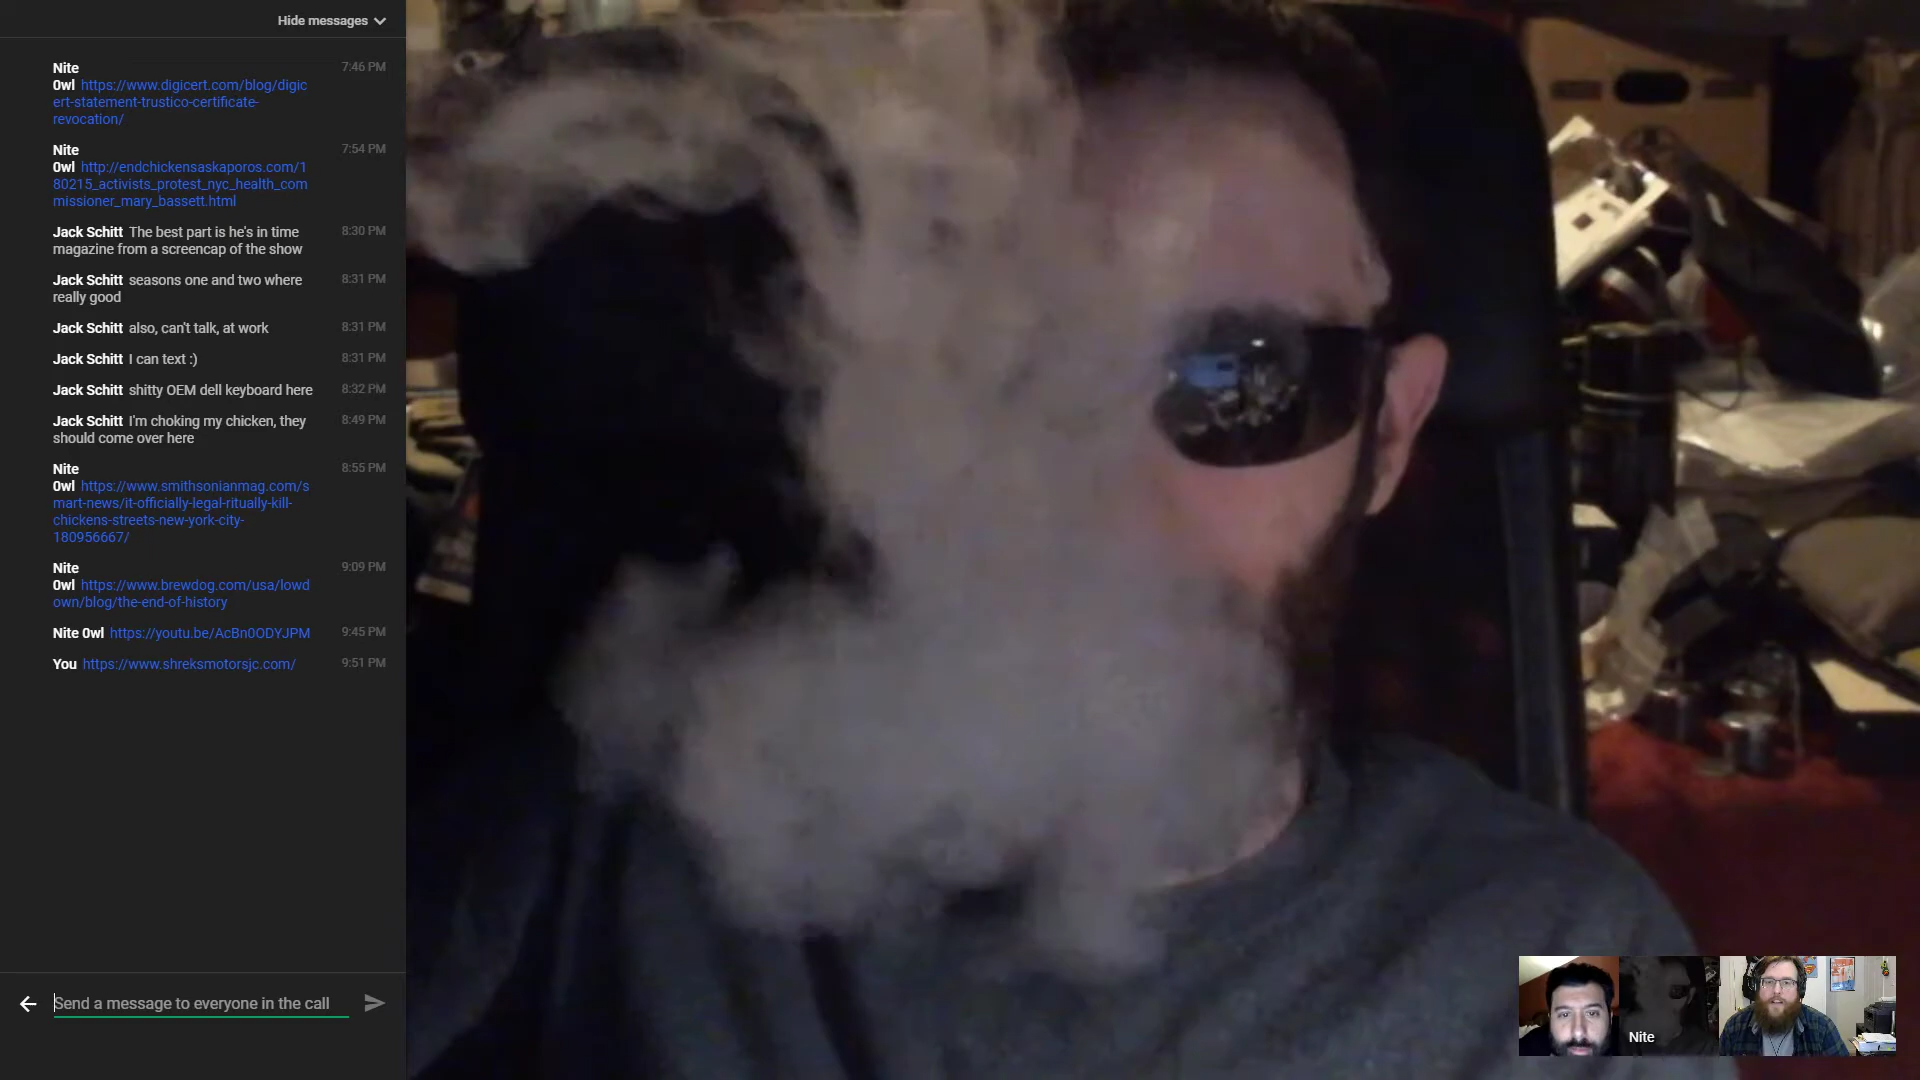 Hide messages
Nite 7:46 PM
0wl https://www.digicert.com/blog/digic
ert-statement-trustico-certificate-
revocation/
Nite 7:54 PM
0wl http://endchickensaskaporos.com/1
80215_activists_protest_nyc_health_com
missioner_mary_bassett.html
Jack Schitt The best part is he's in time 8:30 PM
magazine from a screencap of the show
Jack Schitt seasons one and two where 8:31 PM
really good
Jack Schitt also, can't talk, at work 8:31 PM
Jack Schitt I can text :) 8:31 PM
Jack Schitt shitty OEM dell keyboard here 8:32 PM
Jack Schitt I'm choking my chicken, they 8:49 PM
should come over here
Nite 8:55 PM
0wl https://www.smithsonianmag.com/s
mart-news/it-officially-legal-ritually-kill-
chickens-streets-new-york-city-
180956667/
Nite 9:09 PM
0wl https://www.brewdog.com/usa/lowd
own/blog/the-end-of-history
Nite 0wl https://youtu.be/AcBn0ODYJPM 9:45 PM
You https://www.shreksmotorsjc.com/ 9:51 PM
Send a message to everyone in the call
Nite